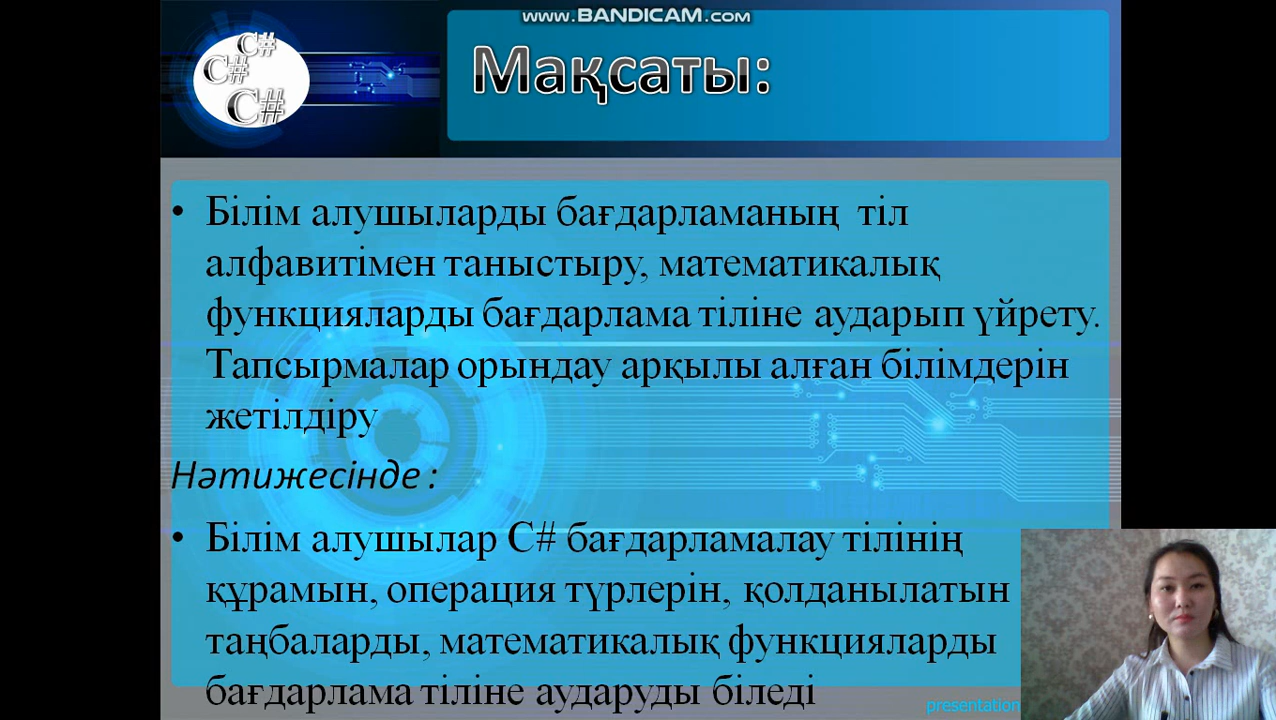 www.BANDICAM.com
C#
C#
C#
Мақсаты:
• Білім алушыларды бағдарламаның тіл
алфавитімен таныстыру, математикалық
функцияларды бағдарлама тіліне аударып үйрету.
Тапсырмалар орындау арқылы алған білімдерін
жетілдіру
Нәтижесінде :
• Білім алушылар C# бағдарламалау тілінің
құрамын, операция түрлерін, қолданылатын
таңбаларды, математикалық функцияларды
бағдарлама тіліне аударуды біледі
presentation